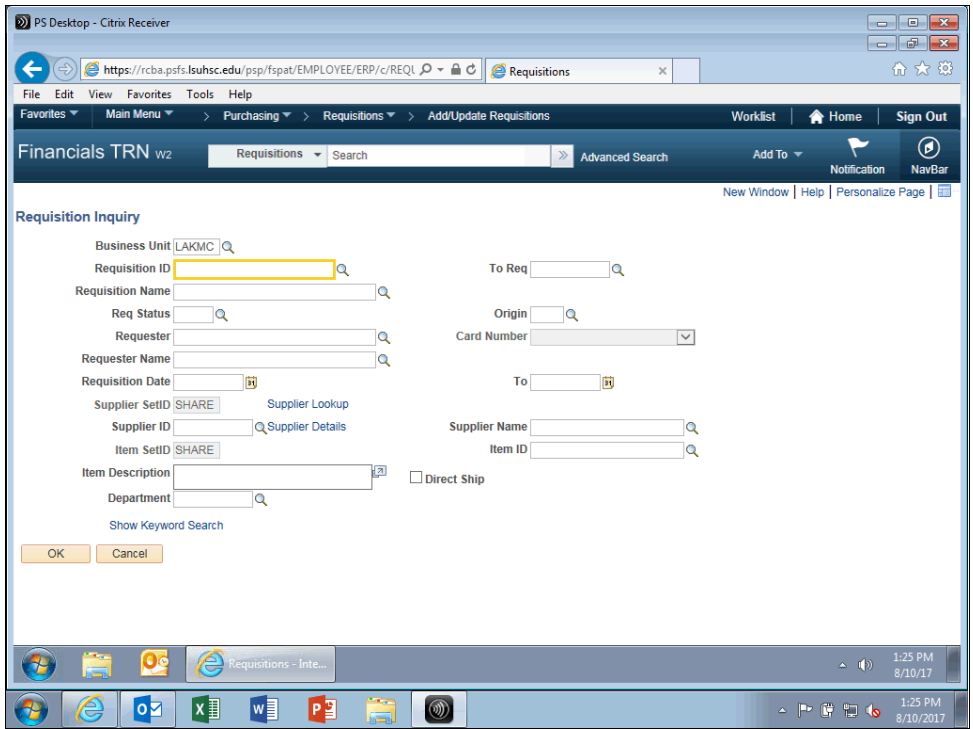 PS Desktop - Citrix Receiver
https://rcba.psfs.lsuhsc.edu/psp/fspat/EMPLOYEE/ERP/c/REQU
Requisitions
File Edit View Favorites Tools Help
Favorites Main Menu > Purchasing > Requisitions > Add/Update Requisitions Worklist Home Sign Out
Financials TRN W2 Requisitions Search » Advanced Search Add To Notification NavBar
New Window | Help | Personalize Page |
Requisition Inquiry
Business Unit LAKMC
Requisition ID To Req
Requisition Name
Req Status Origin
Requester Card Number
Requester Name
Requisition Date 31 To 31
Supplier SetID SHARE Supplier Lookup
Supplier ID Supplier Details Supplier Name
Item SetID SHARE Item ID
Item Description Direct Ship
Department
Show Keyword Search
OK Cancel
Requisitions - Inte... 1:25 PM
8/10/17
1:25 PM
8/10/2017